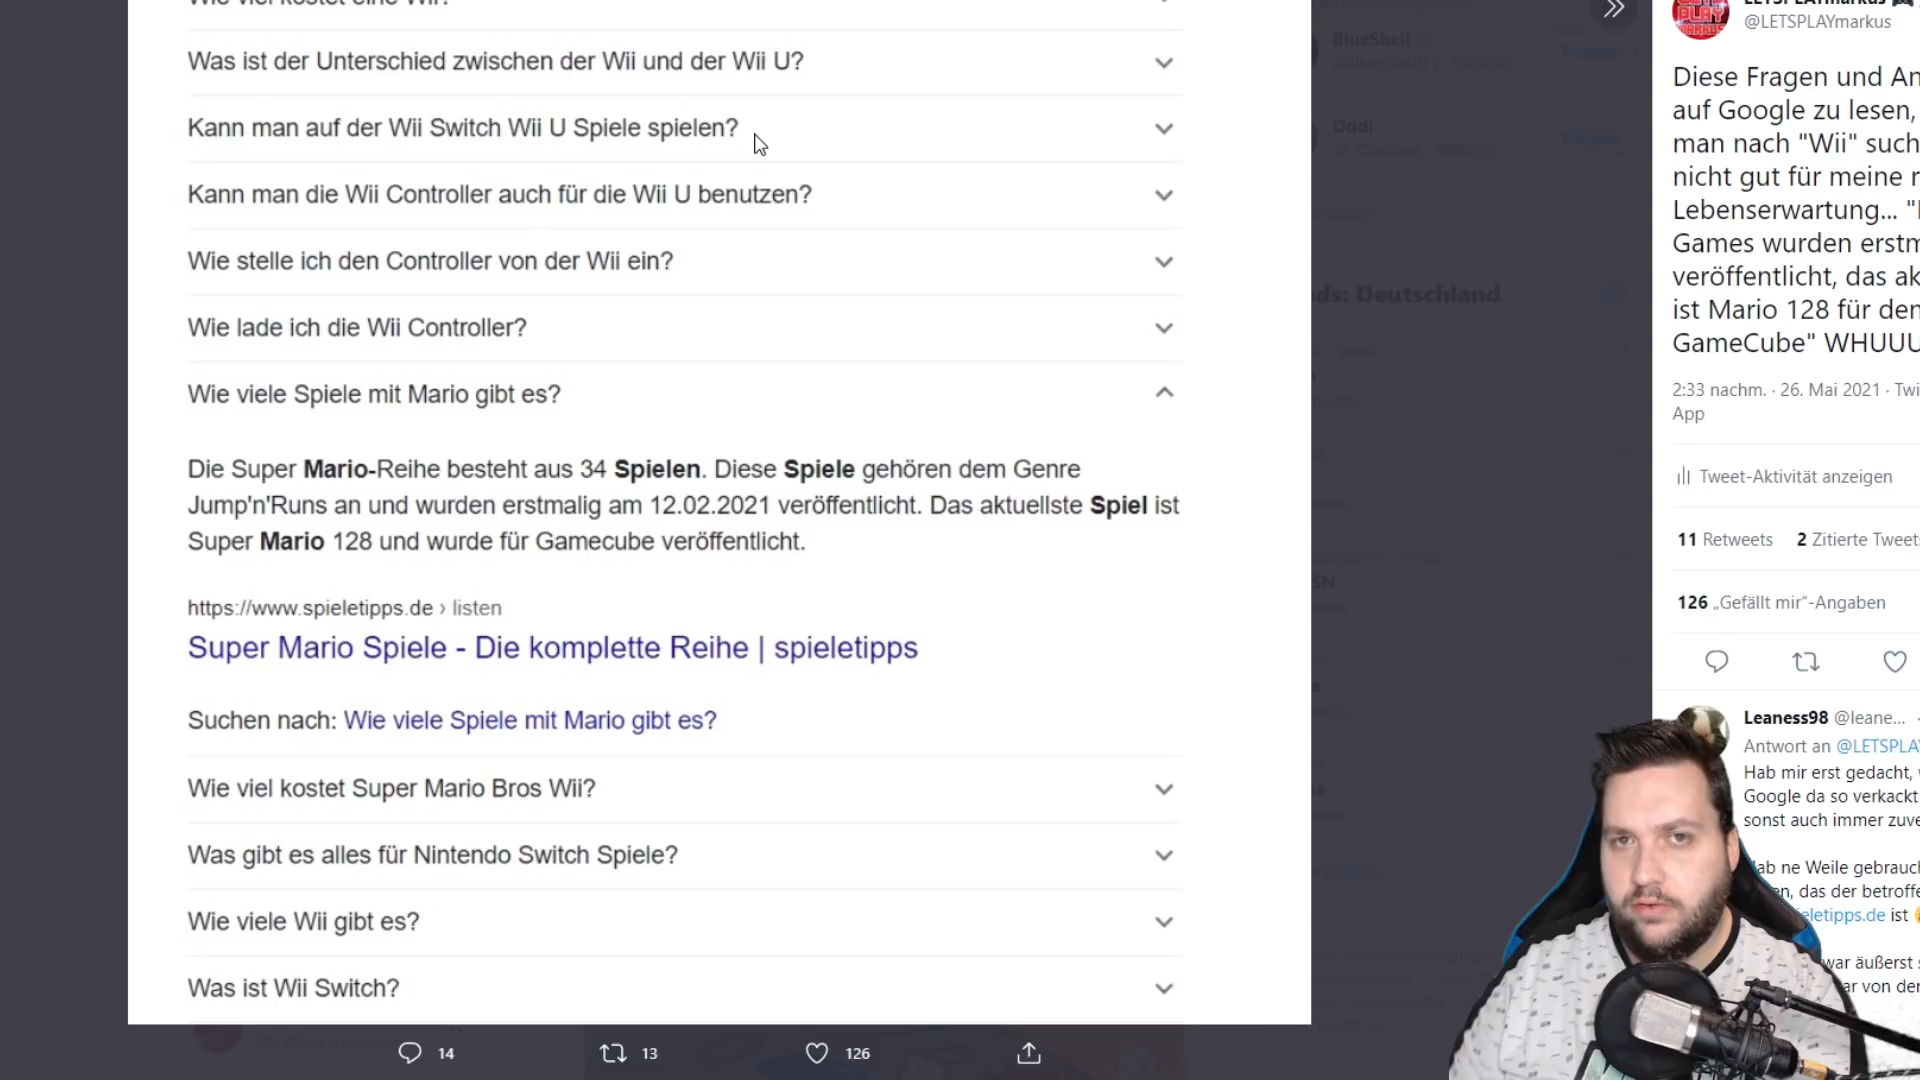 Was ist der Unterschied zwischen der Wii und der Wii U?
Kann man auf der Wii Switch Wii U Spiele spielen?
Kann man die Wii Controller auch für die Wii U benutzen?
Wie stelle ich den Controller von der Wii ein?
Wie lade ich die Wii Controller?
Wie viele Spiele mit Mario gibt es?
Die Super Mario-Reihe besteht aus 34 Spielen. Diese Spiele gehören dem Genre
Jump'n'Runs an und wurden erstmalig am 12.02.2021 veröffentlicht. Das aktuellste Spiel ist
Super Mario 128 und wurde für Gamecube veröffentlicht.
https://www.spieletipps.de › listen
Super Mario Spiele - Die komplette Reihe | spieletipps
Suchen nach: Wie viele Spiele mit Mario gibt es?
Wie viel kostet Super Mario Bros Wii?
Was gibt es alles für Nintendo Switch Spiele?
Wie viele Wii gibt es?
Was ist Wii Switch?
14
13
126
BlueShell
Oddi
ds: Deutschland
@LETSPLAYmarkus
Diese Fragen und An
auf Google zu lesen,
man nach "Wii" such
nicht gut für meine
Lebenserwartung... "
Games wurden erstm
veröffentlicht, das ak
ist Mario 128 für den
GameCube" WHUUU
2:33 nachm. · 26. Mai 2021 · Twi
App
Tweet-Aktivität anzeigen
11 Retweets 2 Zitierte Tweets
126 „Gefällt mir“-Angaben
Leaness98 @leane...
Antwort an @LETSPLA
Hab mir erst gedacht,
Google da so verkackt
sonst auch immer zuve
ab ne Weile gebrauch
en, das der betroffe
eletipps.de ist
war äußerst
ar von der